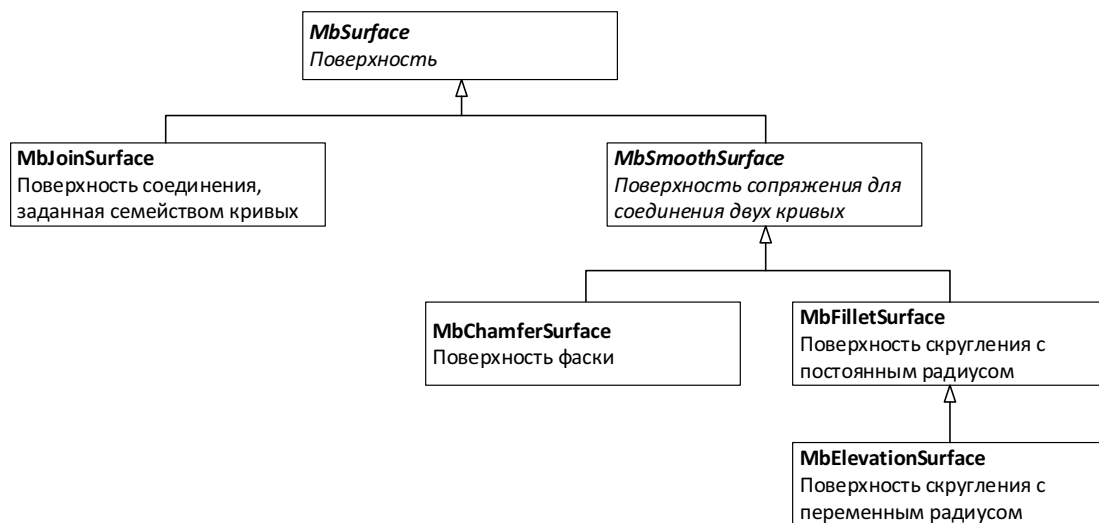 MbSurface
Поверхность
MbJoinSurface
Поверхность соединения,
заданная семейством кривых
MbSmoothSurface
Поверхность сопряжения для
соединения двух кривых
MbChamferSurface
Поверхность фаски
MbFilletSurface
Поверхность скругления с
постоянным радиусом
MbElevationSurface
Поверхность скругления с
переменным радиусом